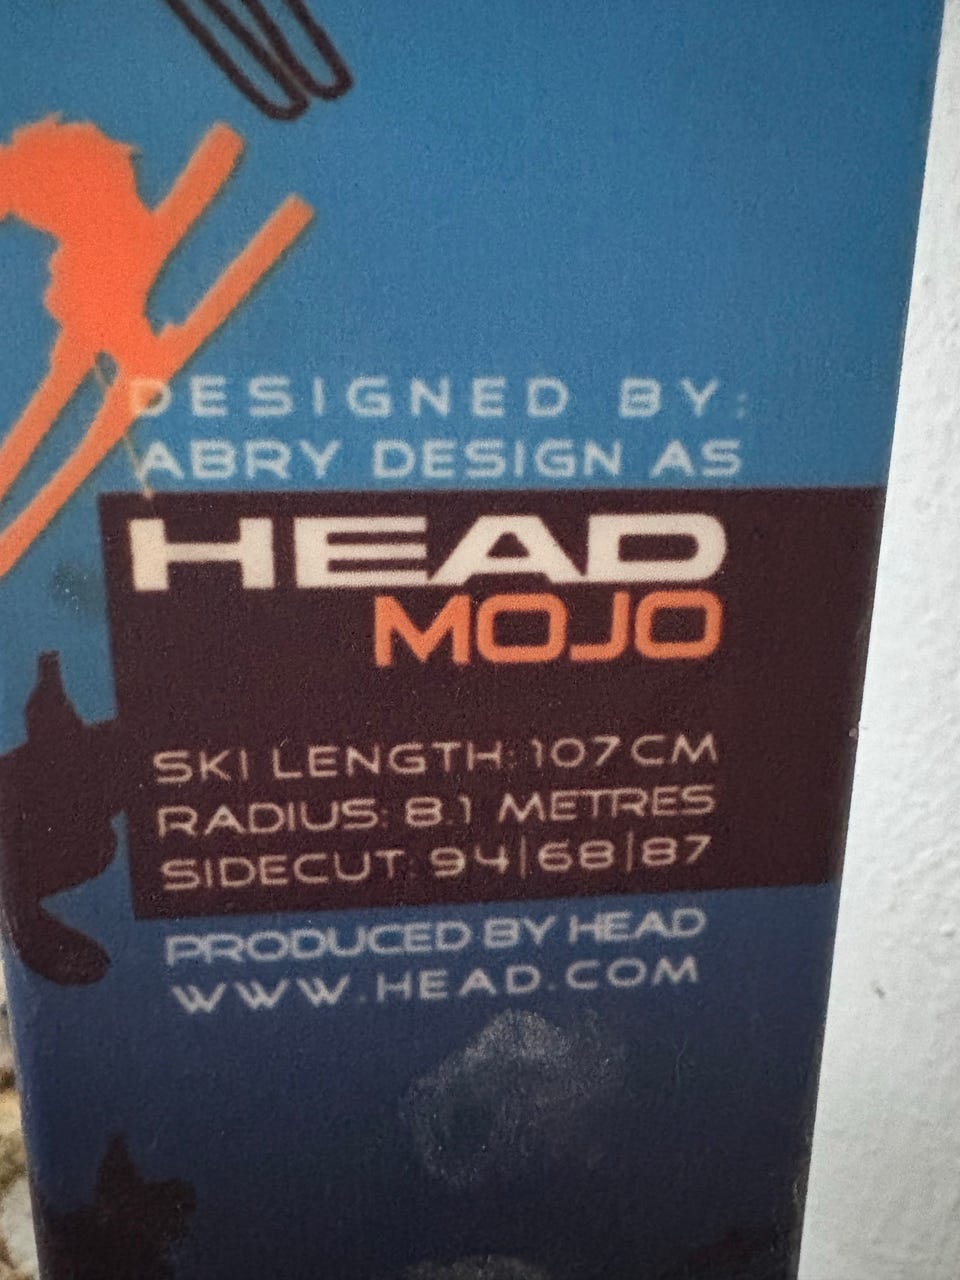 DESIGNED BY:
ABRY DESIGN AS
HEAD
MOJO
SKI LENGTH: 107CM
RADIUS: 8.1 METRES
SIDECUT: 94|68|87
PRODUCED BY HEAD
WWW.HEAD.COM